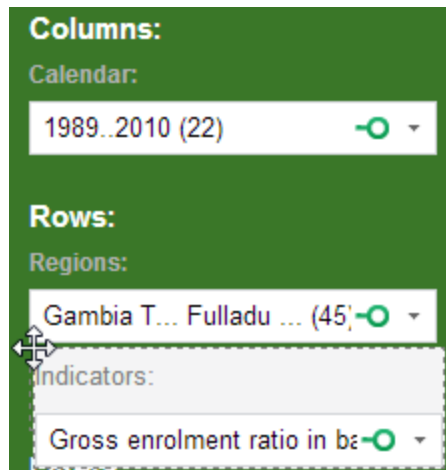 Columns:
Calendar:
1989..2010 (22)
Rows:
Regions:
Gambia T... Fulladu ... (45)
Indicators:
Gross enrolment ratio in ba